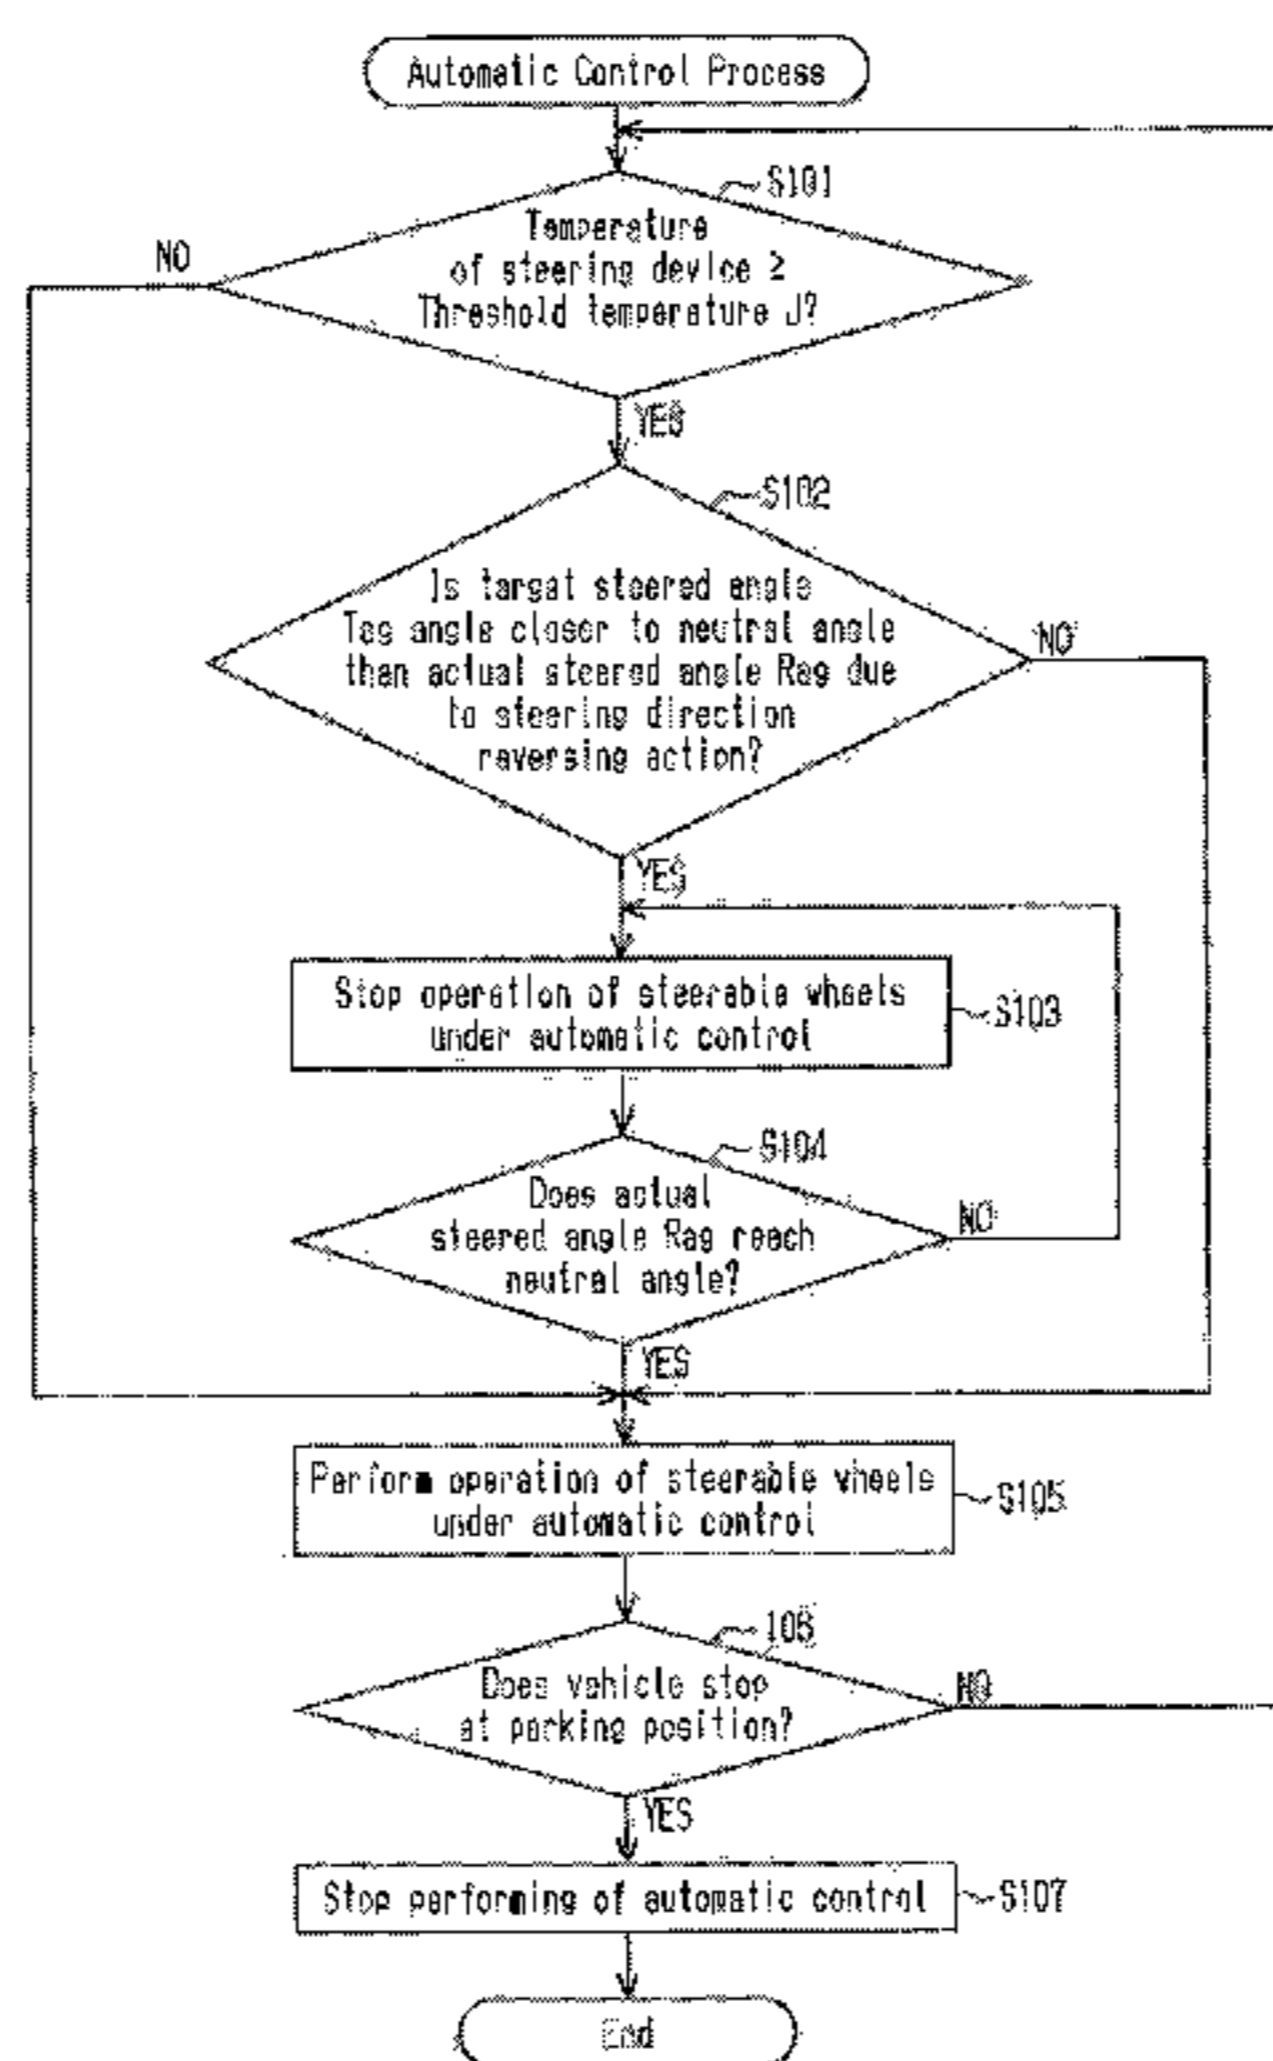 Automatic Control Process
S101
Temperature
of steering device ≥
Threshold temperature J?
NO
YES
S102
Is target steered angle
Tag angle closer to neutral angle
than actual steered angle Rag due
to steering direction
reversing action?
NO
YES
Stop operation of steerable wheels
under automatic control
S103
S104
Does actual
steered angle Rag reach
neutral angle?
NO
YES
Perform operation of steerable wheels
under automatic control
S105
106
Does vehicle stop
at parking position?
NO
YES
Stop performing of automatic control
S107
End